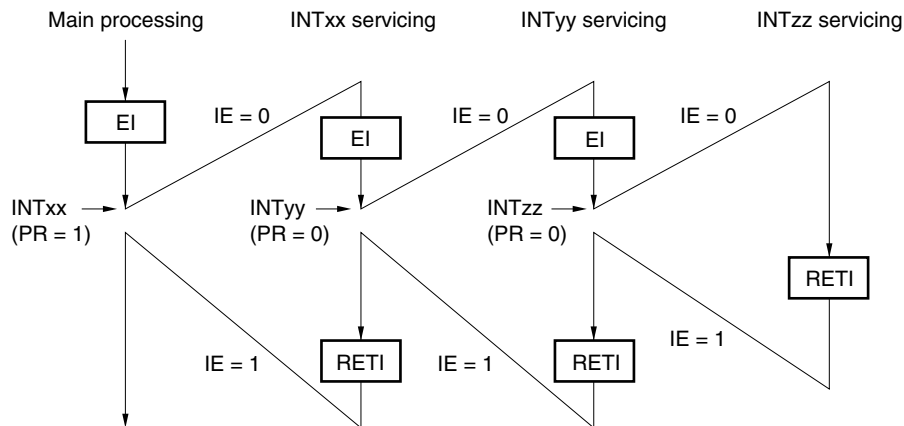 Main processing
INTxx servicing
INTyy servicing
INTzz servicing
EI
IE = 0
EI
IE = 0
EI
IE = 0
INTxx
(PR = 1)
INTyy
(PR = 0)
INTzz
(PR = 0)
RETI
IE = 1
RETI
IE = 1
RETI
IE = 1